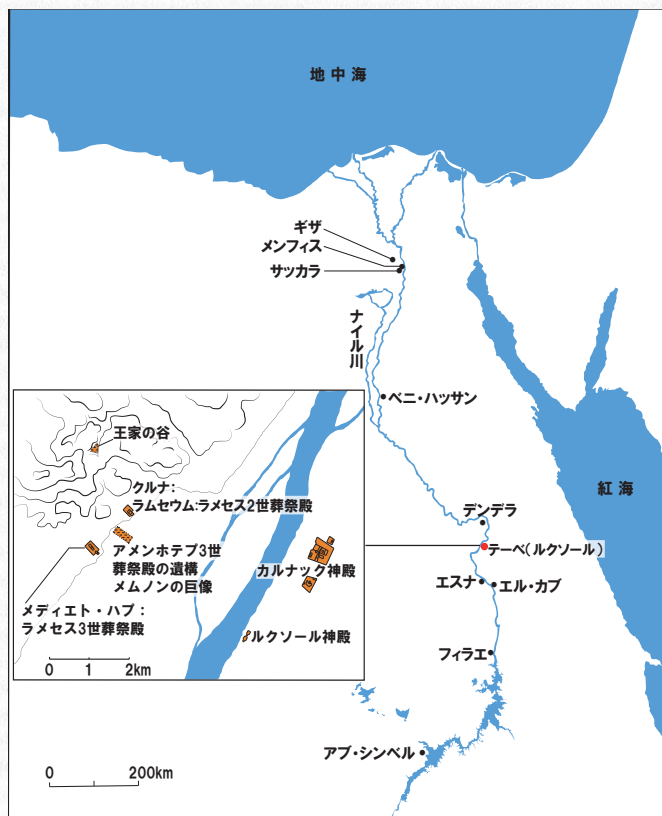 地中海
ギザ
メンフィス
サッカラ
ナイル川
ベニ・ハッサン
紅海
デンデラ
テーベ(ルクソール)
エスナ
エル・カブ
フィラエ
アブ・シンベル
0 200km
王家の谷
クルナ:
ラムセウム:ラメセス2世葬祭殿
アメンホテプ3世
葬祭殿の遺構
メムノンの巨像
カルナック神殿
メディエト・ハブ:
ラメセス3世葬祭殿
ルクソール神殿
0 1 2km